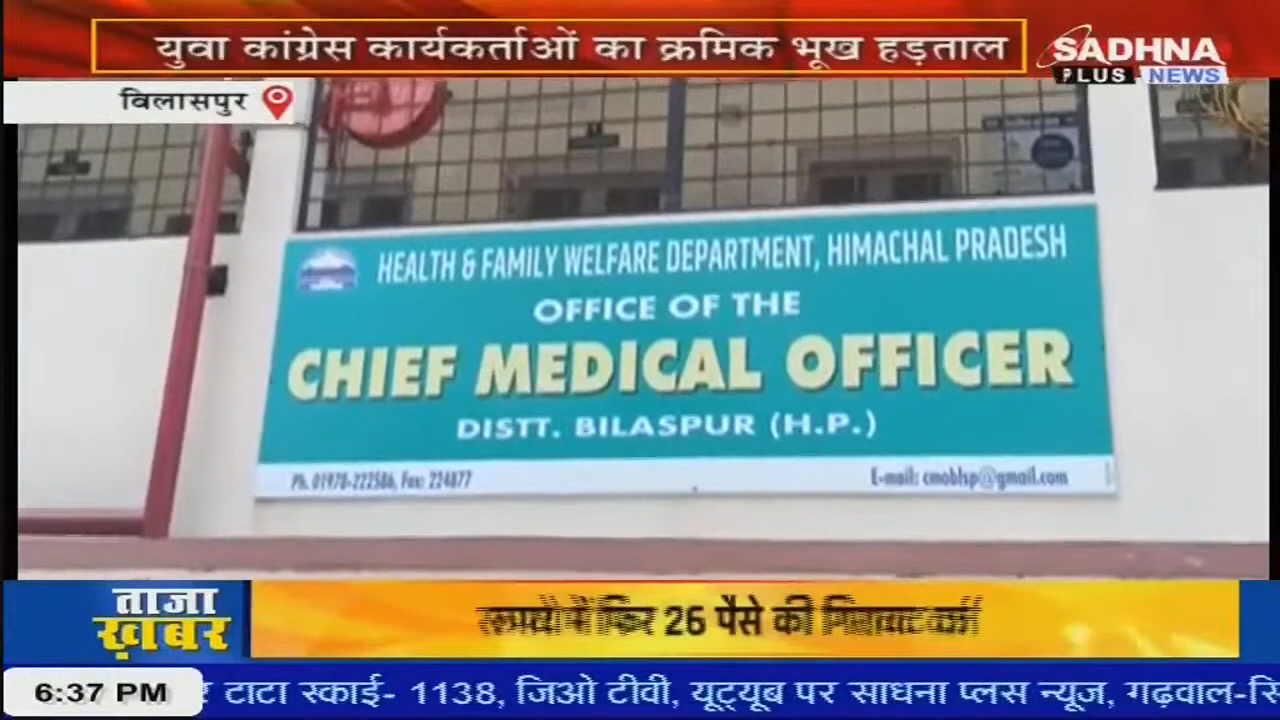 युवा कांग्रेस कार्यकर्ताओं का क्रमिक भूख हड़ताल
SADHNA
PLUS NEWS
बिलासपुर
HEALTH & FAMILY WELFARE DEPARTMENT, HIMACHAL PRADESH
OFFICE OF THE
CHIEF MEDICAL OFFICER
DISTT. BILASPUR (H.P.)
Ph. 01978-222586, Fax: 224877
E-mail: cmoblsp@gmail.com
ताजा
ख़बर
26 पैसे की
6:37 PM
र टाटा स्काई- 1138, जिओ टीवी, यूट्यूब पर साधना प्लस न्यूज, गढ़वाल-सि